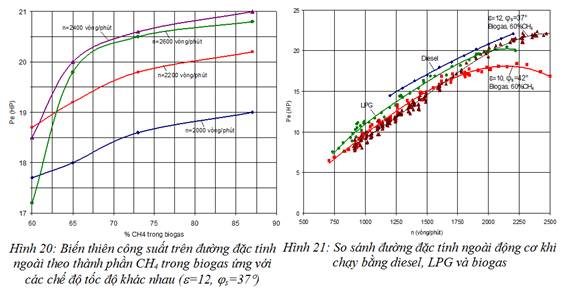 21
20
19
18
17
60
65
70
75
80
85
90
Pe (HP)
% CH4 trong biogas
n=2400 vòng/phút
n=2600 vòng/phút
n=2200 vòng/phút
n=2000 vòng/phút
Hình 20: Biến thiên công suất trên đường đặc tính
ngoài theo thành phần CH4 trong biogas ứng với
các chế độ tốc độ khác nhau (ε=12, φs=37°)
25
20
15
10
5
0
500
750
1000
1250
1500
1750
2000
2250
2500
Pe (HP)
n (vòng/phút)
ε=12, φs=37°
Biogas, 60%CH4
Diesel
LPG
ε=10, φs=42°
Biogas, 60%CH4
Hình 21: So sánh đường đặc tính ngoài động cơ khi
chạy bằng diesel, LPG và biogas